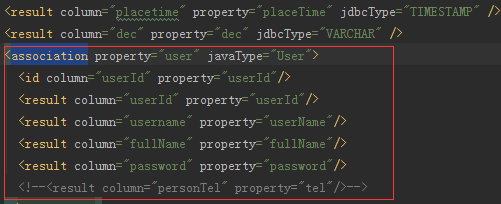 <result column="placetime" property="placeTime" jdbcType="TIMESTAMP" />
<result column="dec" property="dec" jdbcType="VARCHAR" />
<association property="user" javaType="User">
<id column="userId" property="userId"/>
<result column="userId" property="userId"/>
<result column="username" property="userName"/>
<result column="fullName" property="fullName"/>
<result column="password" property="password"/>
<!--<result column="personTel" property="tel"/>-->